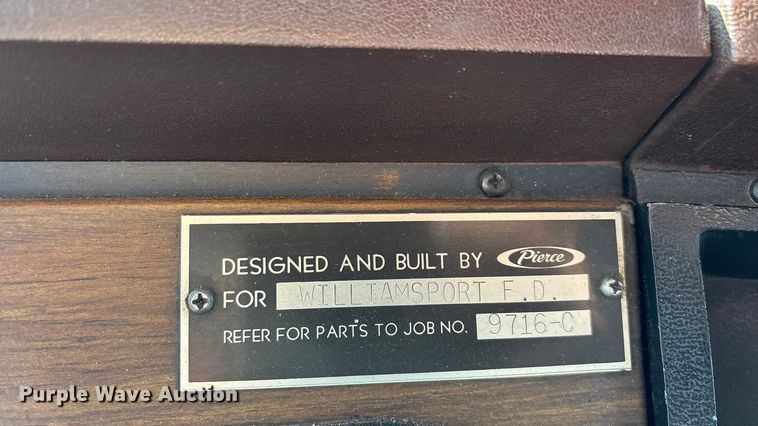 DESIGNED AND BUILT BY Pierce
FOR WILLIAMSPORT F.D.
REFER FOR PARTS TO JOB NO. 9716-C
Purple Wave Auction